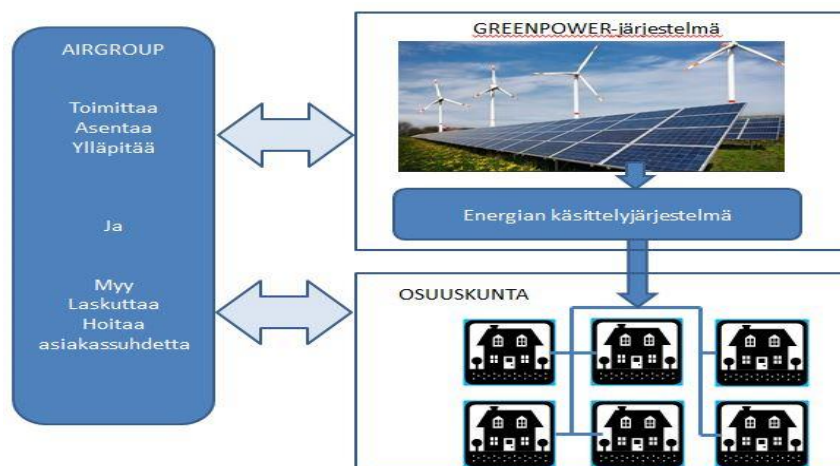 AIRGROUP
Toimittaa
Asentaa
Ylläpitää
Ja
Myy
Laskuttaa
Hoitaa
asiakassuhdetta
GREENPOWER-järjestelmä
Energian käsittelyjärjestelmä
OSUUSKUNTA